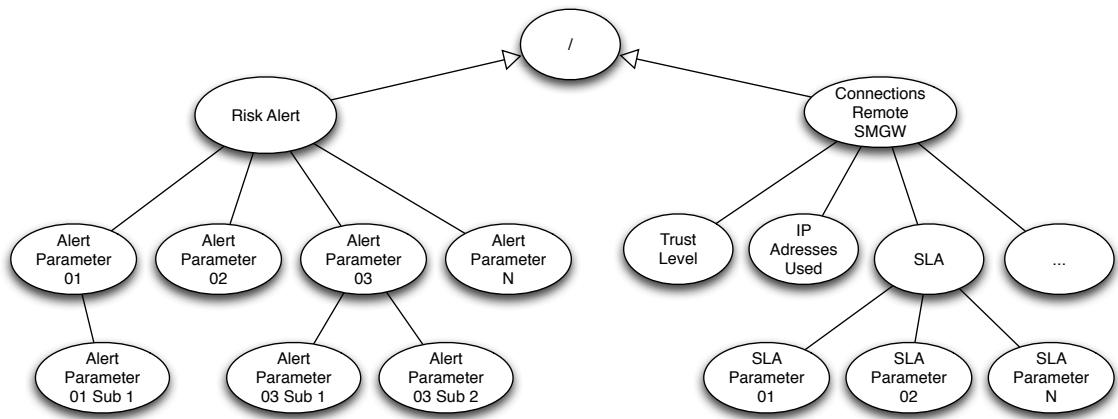 /
Risk Alert
Connections
Remote
SMGW
Alert
Parameter
01
Alert
Parameter
02
Alert
Parameter
03
Alert
Parameter
N
Trust
Level
IP
Adresses
Used
SLA
...
Alert
Parameter
01 Sub 1
Alert
Parameter
03 Sub 1
Alert
Parameter
03 Sub 2
SLA
Parameter
01
SLA
Parameter
02
SLA
Parameter
N